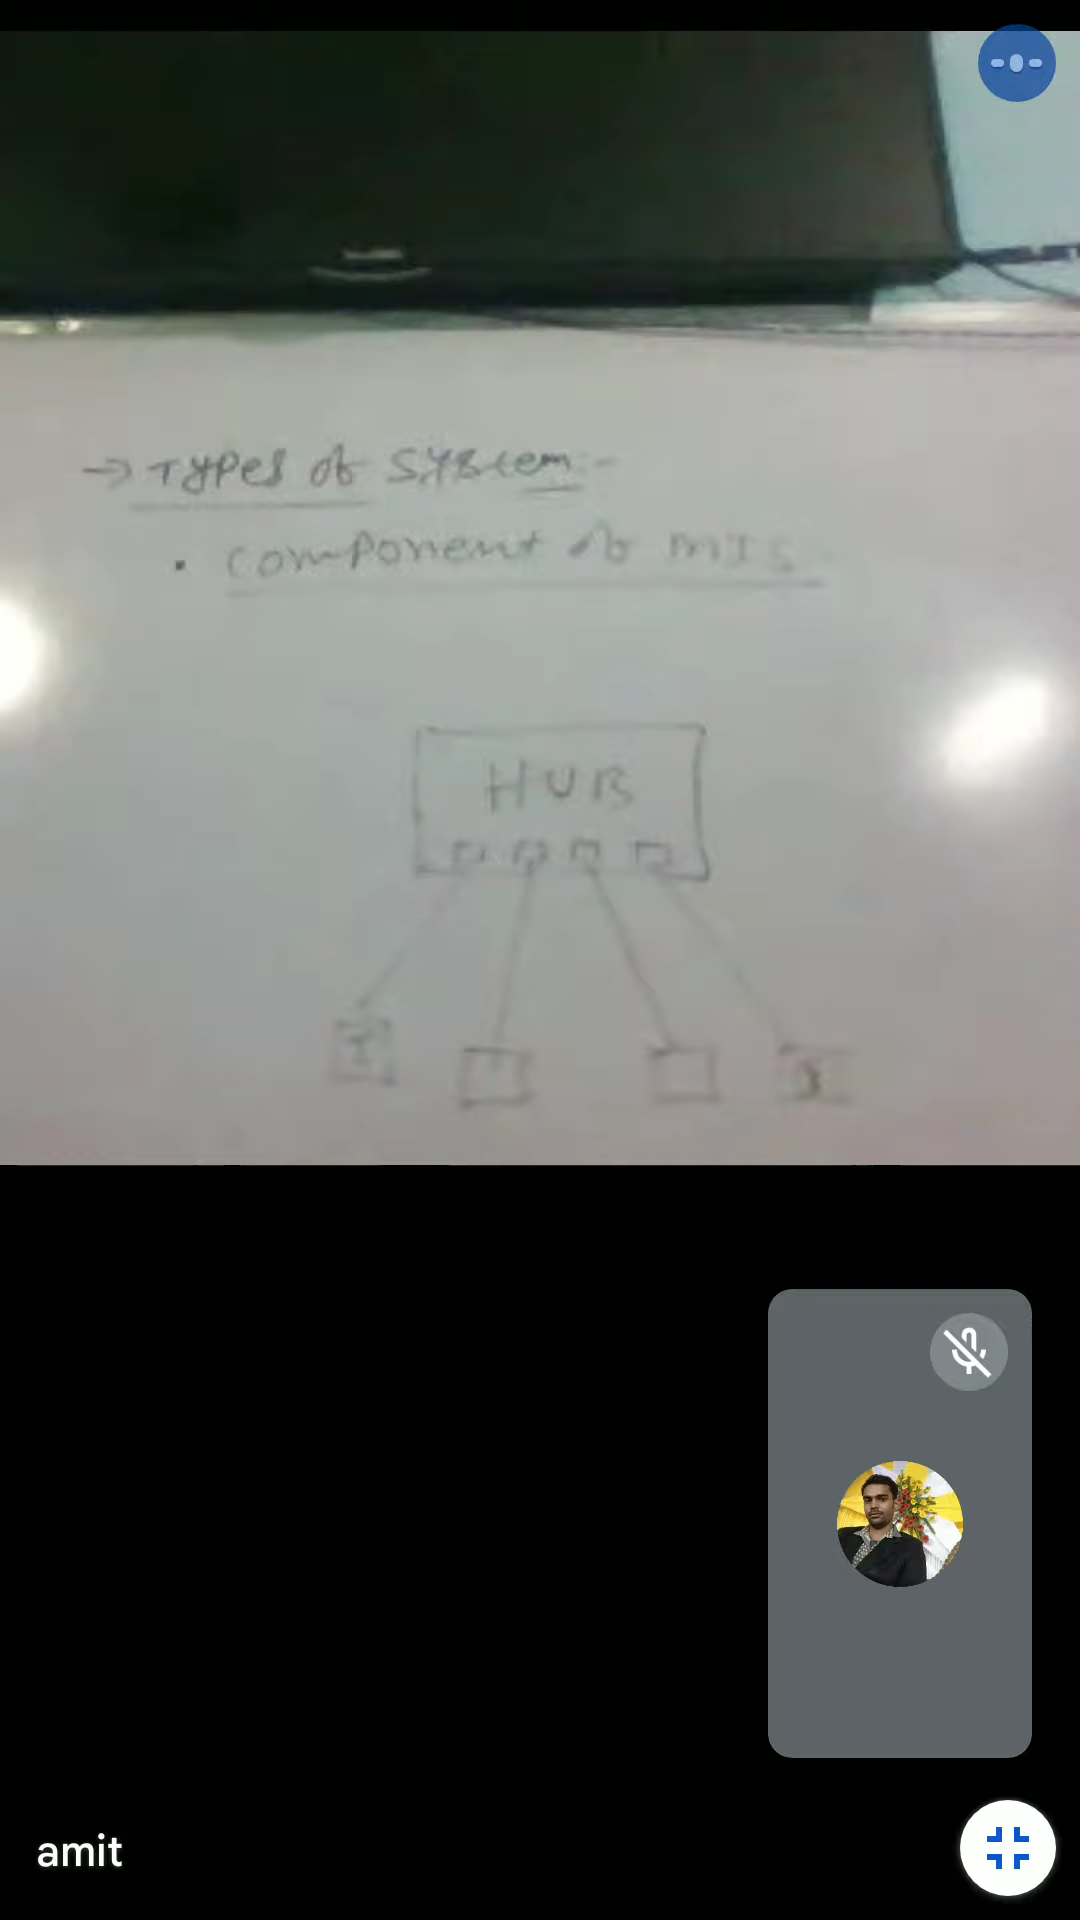 → Types of System:-
• Component of MIS
HUB
amit